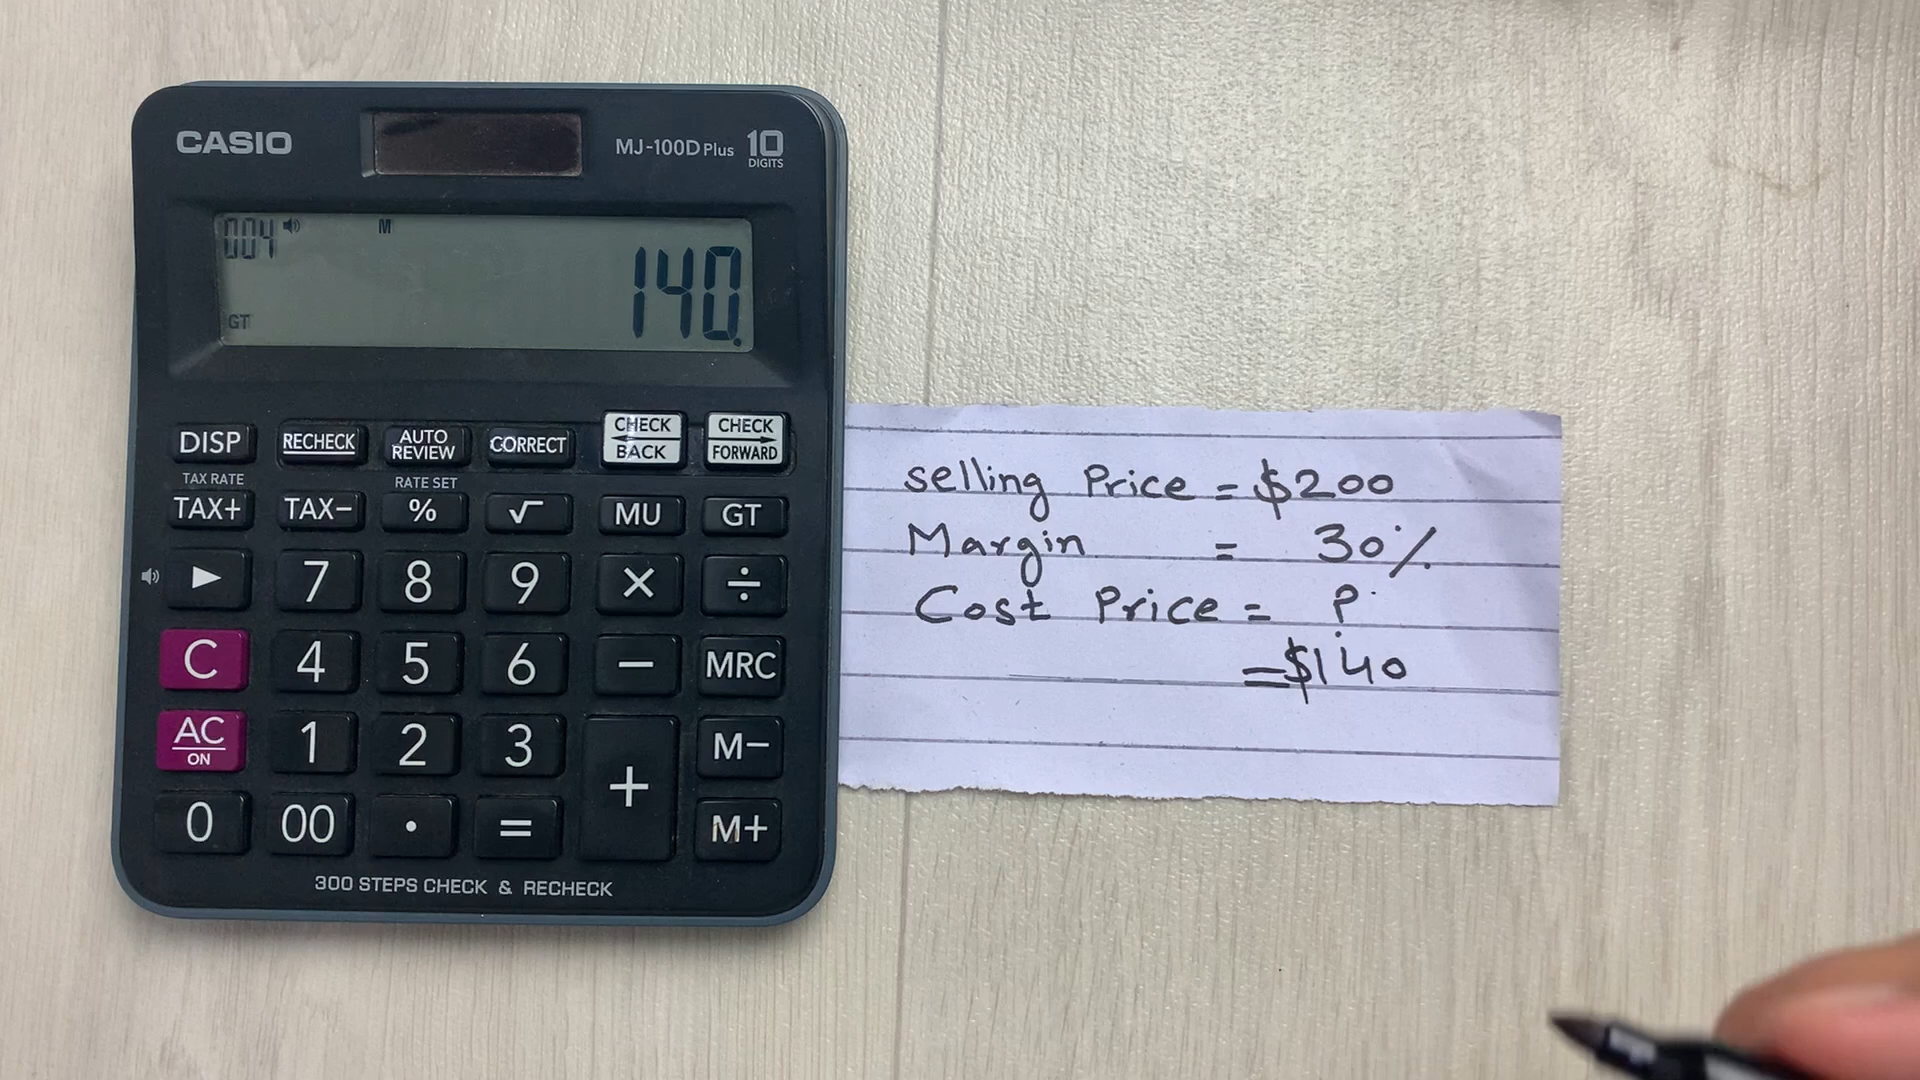 CASIO
MJ-100D Plus 10 DIGITS
004 M
140.
GT
DISP RECHECK AUTO REVIEW CORRECT CHECK BACK CHECK FORWARD
TAX RATE RATE SET
TAX+ TAX− % √ MU GT
▶ 7 8 9 × ÷
C 4 5 6 − MRC
AC ON 1 2 3 + M−
0 00 . = M+
300 STEPS CHECK & RECHECK
selling Price = $200
Margin = 30%
Cost Price = ?
=$140